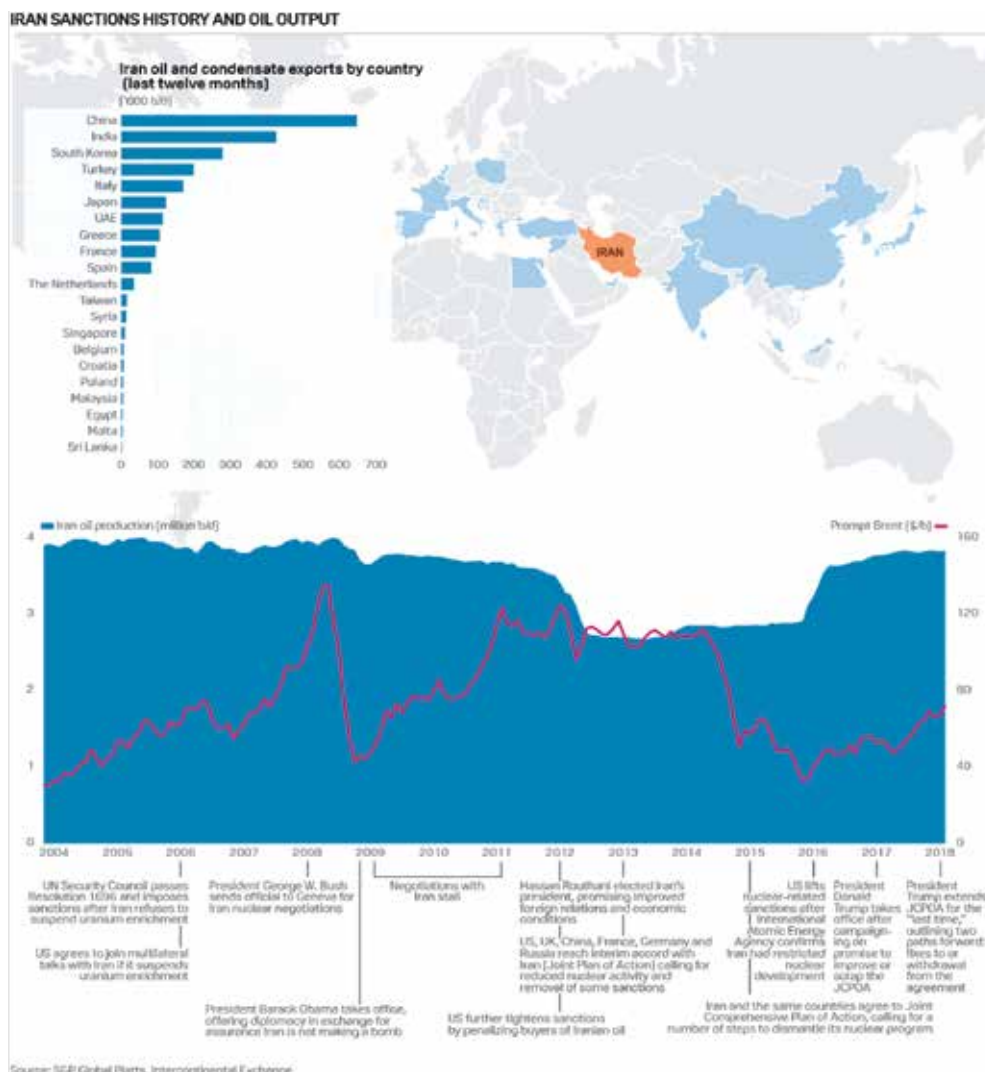 IRAN SANCTIONS HISTORY AND OIL OUTPUT
Iran oil and condensate exports by country
(last twelve months)
('000 b/d)
China
India
South Korea
Turkey
Italy
Japan
UAE
Greece
France
Spain
The Netherlands
Taiwan
Syria
Singapore
Belgium
Croatia
Poland
Malaysia
Egypt
Malta
Sri Lanka
0 100 200 300 400 500 600 700
IRAN
Iran oil production (million b/d)
Prompt Brent ($/b)
4
3
2
1
0
160
120
80
40
0
2004 2005 2006 2007 2008 2009 2010 2011 2012 2013 2014 2015 2016 2017 2018
UN Security Council passes
Resolution 1696 and imposes
sanctions after Iran refuses to
suspend uranium enrichment
US agrees to join multilateral
talks with Iran if it suspends
uranium enrichment
President George W. Bush
sends official to Geneva for
Iran nuclear negotiations
President Barack Obama takes office,
offering diplomacy in exchange for
assurance Iran is not making a bomb
Negotiations with
Iran stall
Hassan Rouhani elected Iran's
president, promising improved
foreign relations and economic
conditions
US, UK, China, France, Germany and
Russia reach interim accord with
Iran (Joint Plan of Action) calling for
reduced nuclear activity and
removal of some sanctions
US further tightens sanctions
by penalizing buyers of Iranian oil
US lifts
nuclear-related
sanctions after
International
Atomic Energy
Agency confirms
Iran had restricted
nuclear
development
President
Donald
Trump takes
office after
campaign-
ing on
promise to
improve or
scrap the
JCPOA
President
Trump extends
JCPOA for the
"last time,"
outlining two
paths forward:
fixes to or
withdrawal
from the
agreement
Iran and the same countries agree to Joint
Comprehensive Plan of Action, calling for a
number of steps to dismantle its nuclear program
Source: S&P Global Platts, Intercontinental Exchange